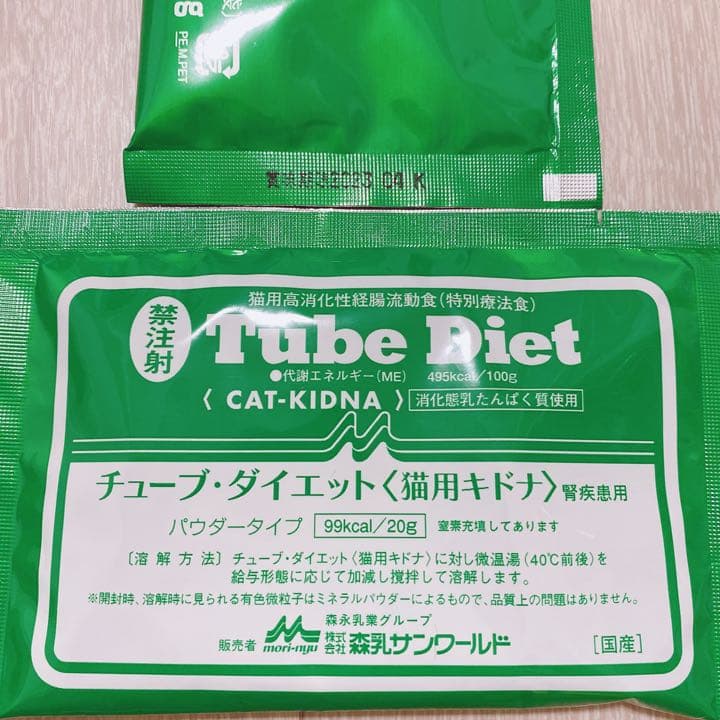 g
PE.M.PET
賞味期限2023 04 K
禁注射
猫用高消化性経腸流動食(特別療法食)
Tube Diet
●代謝エネルギー(ME) 495kcal/100g
〈 CAT-KIDNA 〉 消化態乳たんぱく質使用
チューブ・ダイエット〈猫用キドナ〉腎疾患用
パウダータイプ 99kcal/20g 窒素充填してあります
〔溶解方法〕チューブ・ダイエット〈猫用キドナ〉に対し微温湯(40℃前後)を
給与形態に応じて加減し撹拌して溶解します。
※開封時、溶解時に見られる有色微粒子はミネラルパウダーによるもので、品質上の問題はありません。
森永乳業グループ
販売者 mori-nyu 株式会社 森乳サンワールド [国産]